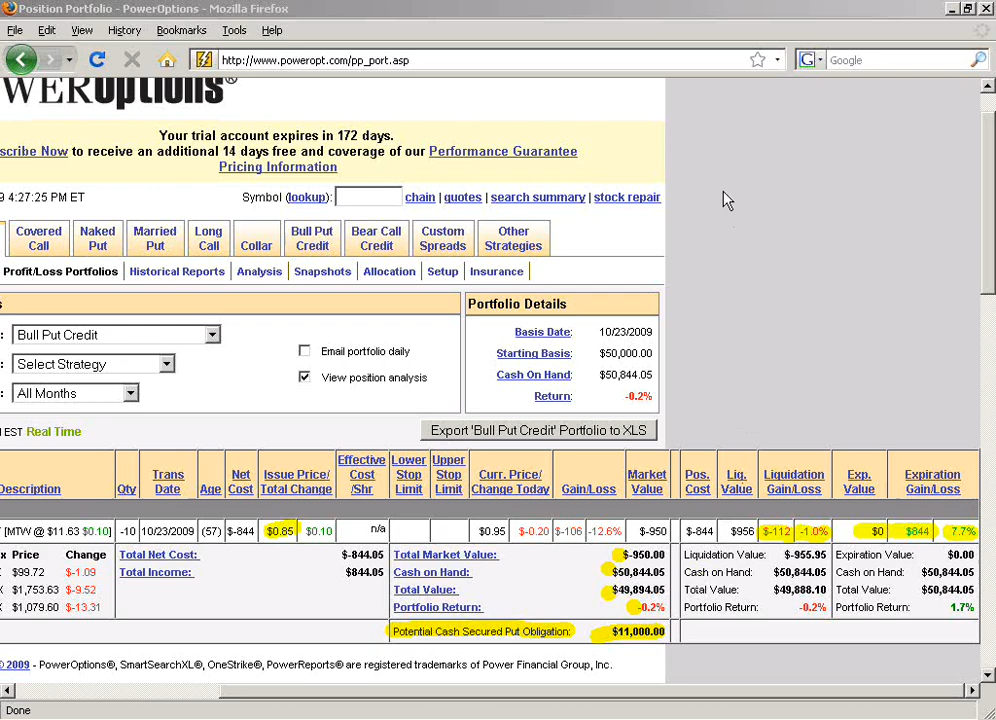 Position Portfolio - PowerOptions - Mozilla Firefox
File Edit View History Bookmarks Tools Help
http://www.poweropt.com/pp_port.asp Google
WEROptions®
Your trial account expires in 172 days.
scribe Now to receive an additional 14 days free and coverage of our Performance Guarantee
Pricing Information
9 4:27:25 PM ET Symbol (lookup): chain | quotes | search summary | stock repair
Covered Call Naked Put Married Put Long Call Collar Bull Put Credit Bear Call Credit Custom Spreads Other Strategies
Profit/Loss Portfolios Historical Reports Analysis Snapshots Allocation Setup Insurance
s Portfolio Details
: Bull Put Credit Basis Date: 10/23/2009
Email portfolio daily Starting Basis: $50,000.00
: Select Strategy View position analysis Cash On Hand: $50,844.05
: All Months Return: -0.2%
EST Real Time Export 'Bull Put Credit' Portfolio to XLS
Description Qty Trans Date Age Net Cost Issue Price/ Total Change Effective Cost /Shr Lower Stop Limit Upper Stop Limit Curr. Price/ Change Today Gain/Loss Market Value Pos. Cost Liq. Value Liquidation Gain/Loss Exp. Value Expiration Gain/Loss
[MTW @ $11.63 $0.10] -10 10/23/2009 (57) $-844 $0.85 $0.10 n/a $0.95 $-0.20 $-106 -12.6% $-950 $-844 $956 $-112 -1.0% $0 $844 7.7%
x Price Change Total Net Cost: $-844.05 Total Market Value: $-950.00 Liquidation Value: $-955.95 Expiration Value: $0.00
$99.72 $-1.09 Total Income: $844.05 Cash on Hand: $50,844.05 Cash on Hand: $50,844.05 Cash on Hand: $50,844.05
$1,753.63 $-9.52 Total Value: $49,894.05 Total Value: $49,888.10 Total Value: $50,844.05
$1,079.60 $-13.31 Portfolio Return: -0.2% Portfolio Return: -0.2% Portfolio Return: 1.7%
Potential Cash Secured Put Obligation: $11,000.00
© 2009 - PowerOptions®, SmartSearchXL®, OneStrike®, PowerReports® are registered trademarks of Power Financial Group, Inc.
Done